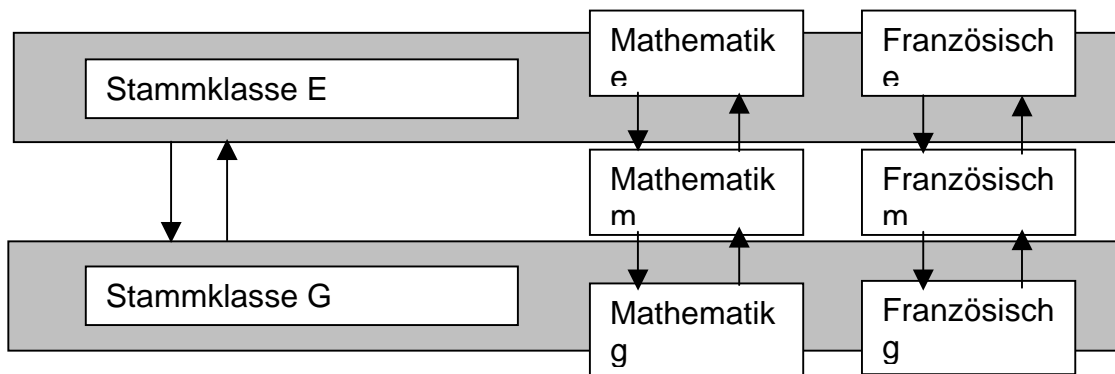 Mathematik
e
Französisch
e
Stammklasse E
Mathematik
m
Französisch
m
Stammklasse G
Mathematik
g
Französisch
g